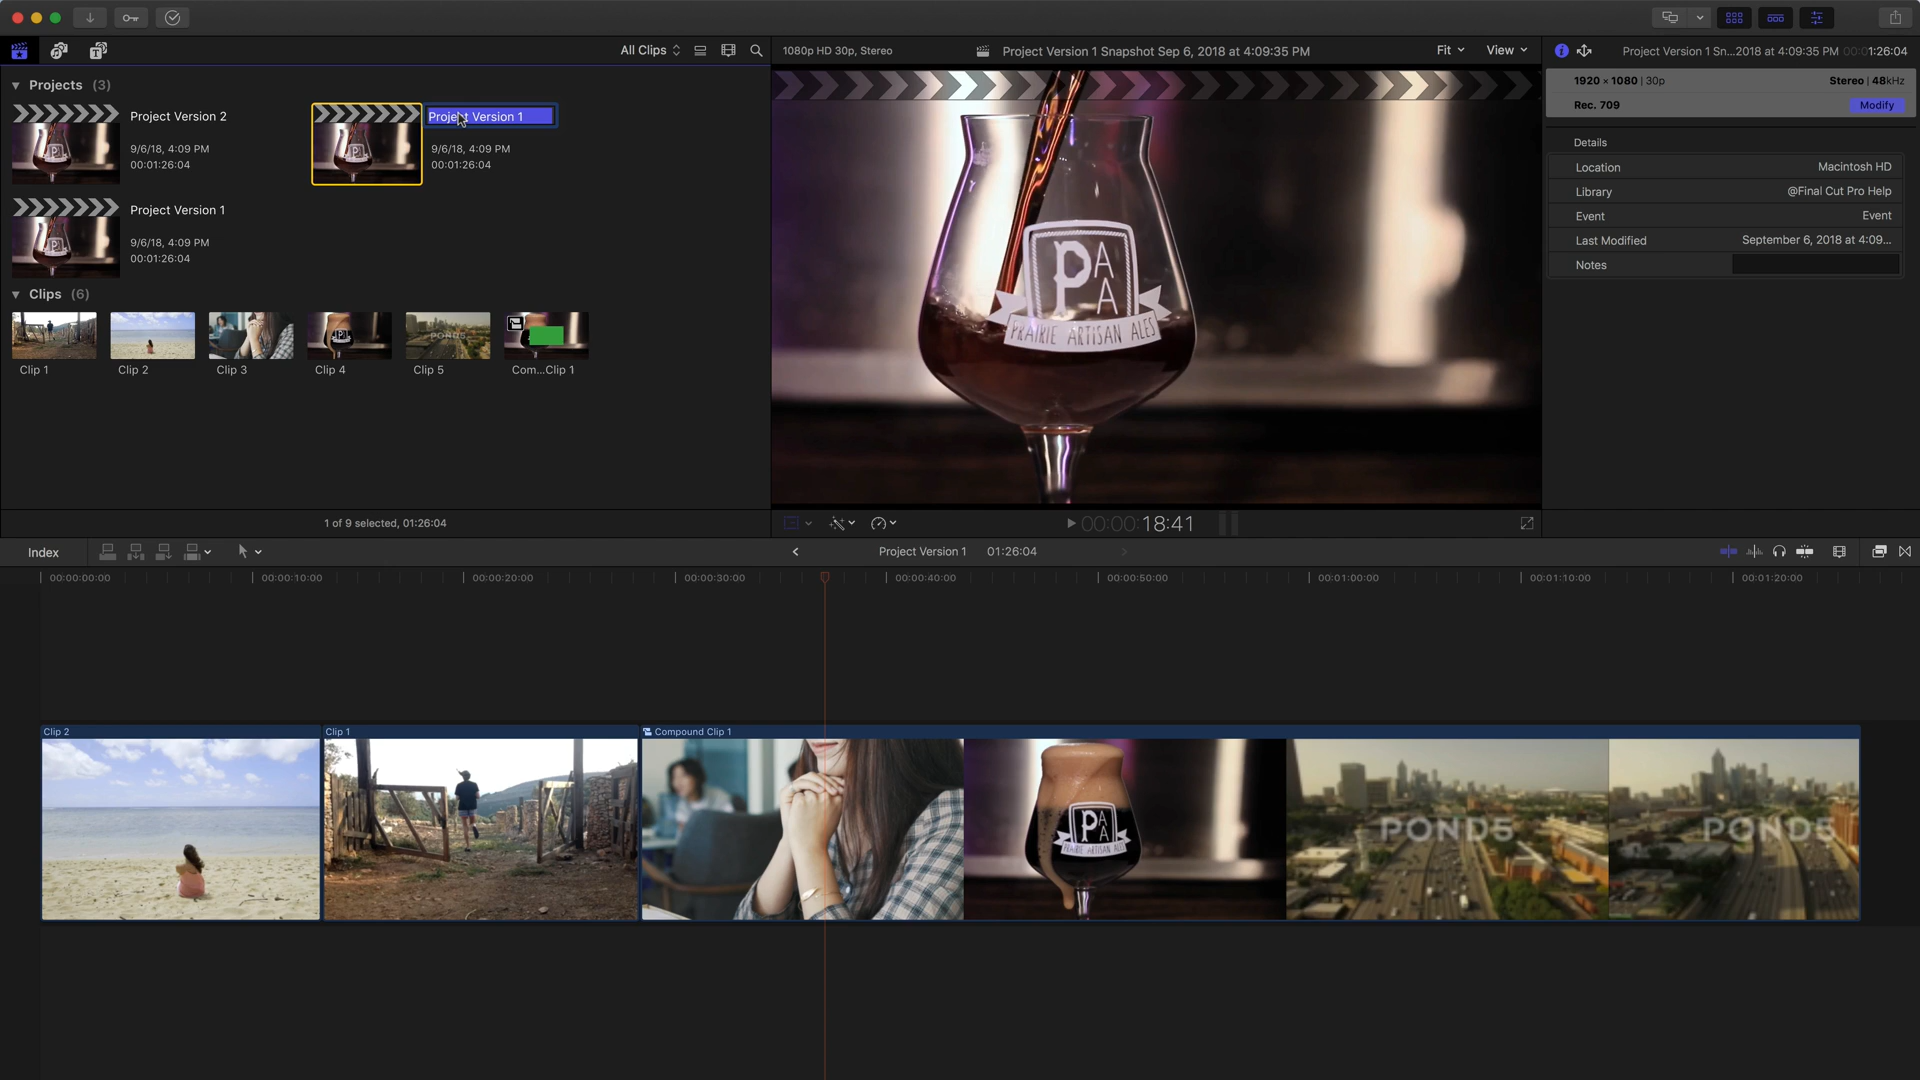 All Clips
1080p HD 30p, Stereo
Project Version 1 Snapshot Sep 6, 2018 at 4:09:35 PM
Fit
View
Project Version 1 Sn...2018 at 4:09:35 PM
00:01:26:04
Projects (3)
Project Version 2
9/6/18, 4:09 PM
00:01:26:04
Project Version 1
9/6/18, 4:09 PM
00:01:26:04
Project Version 1
9/6/18, 4:09 PM
00:01:26:04
Clips (6)
Clip 1
Clip 2
Clip 3
Clip 4
Clip 5
Com...Clip 1
POND5
1 of 9 selected, 01:26:04
P A A
PRAIRIE ARTISAN ALES
00:00:18:41
1920 × 1080 | 30p
Stereo | 48kHz
Rec. 709
Modify
Details
Location
Macintosh HD
Library
@Final Cut Pro Help
Event
Event
Last Modified
September 6, 2018 at 4:09...
Notes
Index
Project Version 1
01:26:04
00:00:00:00
00:00:10:00
00:00:20:00
00:00:30:00
00:00:40:00
00:00:50:00
00:01:00:00
00:01:10:00
00:01:20:00
Clip 2
Clip 1
Compound Clip 1
P A A
PRAIRIE ARTISAN ALES
POND5
POND5